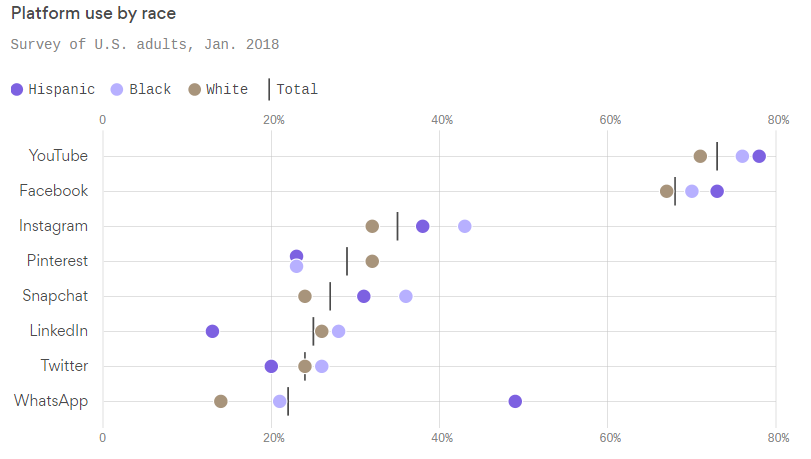 Platform use by race
Survey of U.S. adults, Jan. 2018
Hispanic Black White Total
0 20% 40% 60% 80%
YouTube
Facebook
Instagram
Pinterest
Snapchat
LinkedIn
Twitter
WhatsApp
0 20% 40% 60% 80%